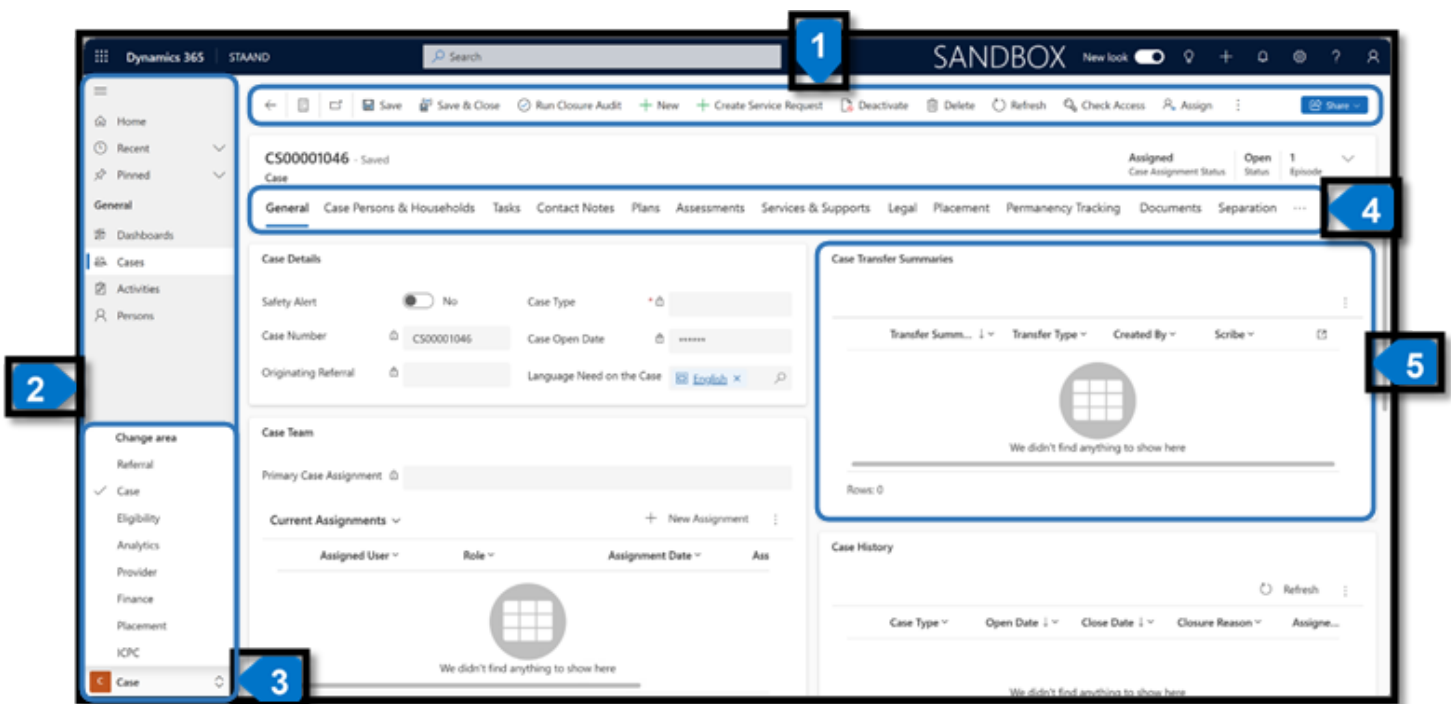 1
Dynamics 365 STAAND Search SANDBOX New look
Save Save & Close Run Closure Audit New Create Service Request Deactivate Delete Refresh Check Access Assign Share
Home
Recent
Pinned
General
Dashboards
Cases
Activities
Persons
2
CS00001046 - Saved
Case
Assigned Open 1
Case Assignment Status Status Episode
General Case Persons & Households Tasks Contact Notes Plans Assessments Services & Supports Legal Placement Permanency Tracking Documents Separation ...
4
Case Details
Safety Alert No Case Type *
Case Number CS00001046 Case Open Date ------
Originating Referral Language Need on the Case English ×
Case Transfer Summaries
Transfer Summ... ↓ Transfer Type Created By Scribe
We didn't find anything to show here
Rows: 0
5
Change area
Referral
Case
Eligibility
Analytics
Provider
Finance
Placement
ICPC
C Case
3
Case Team
Primary Case Assignment
Current Assignments New Assignment
Assigned User Role Assignment Date Ass
We didn't find anything to show here
Case History
Refresh
Case Type Open Date ↓ Close Date ↓ Closure Reason Assigne...
We didn't find anything to show here